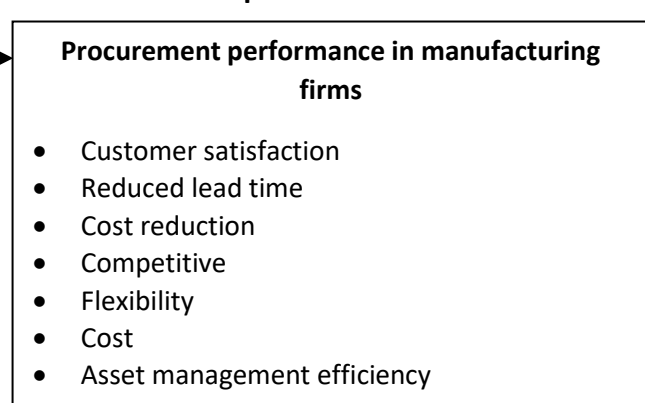 Procurement performance in manufacturing
firms
• Customer satisfaction
• Reduced lead time
• Cost reduction
• Competitive
• Flexibility
• Cost
• Asset management efficiency